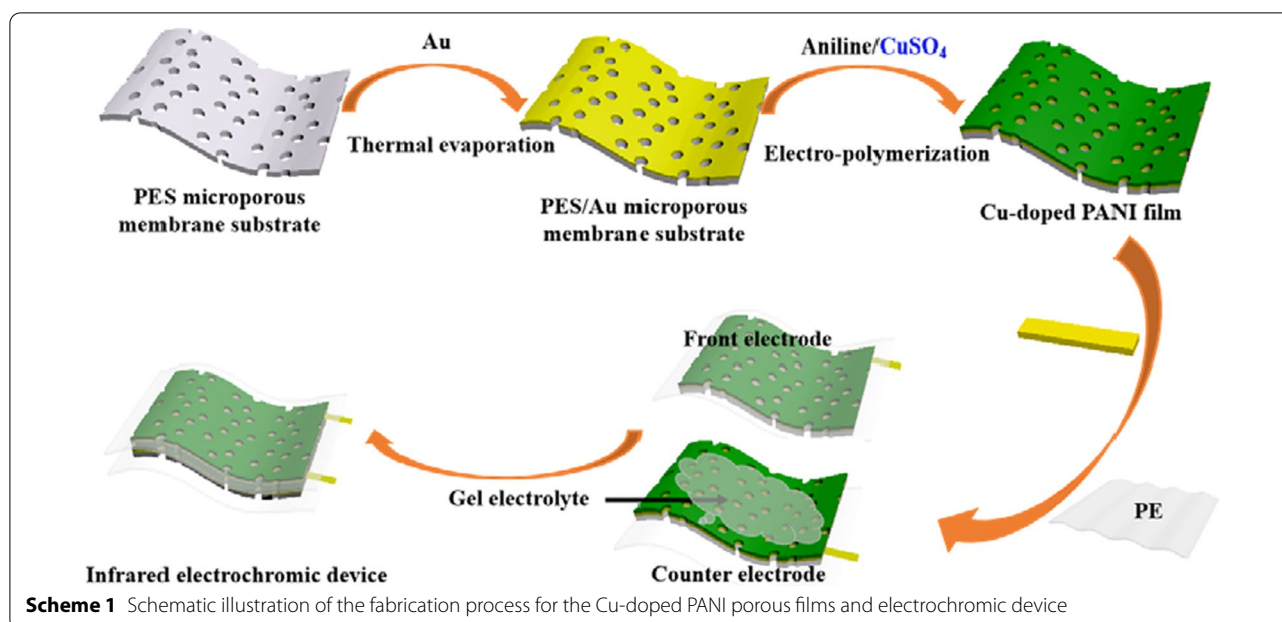 Au
Thermal evaporation
Aniline/CuSO₄
Electro-polymerization
PES microporous
membrane substrate
PES/Au microporous
membrane substrate
Cu-doped PANI film
Front electrode
Gel electrolyte
PE
Infrared electrochromic device
Counter electrode
Scheme 1 Schematic illustration of the fabrication process for the Cu-doped PANI porous films and electrochromic device